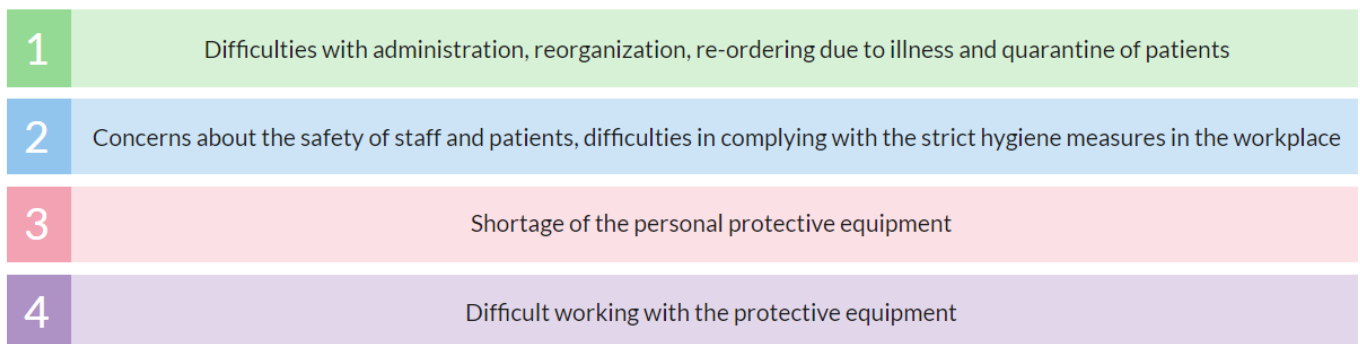 1 Difficulties with administration, reorganization, re-ordering due to illness and quarantine of patients
2 Concerns about the safety of staff and patients, difficulties in complying with the strict hygiene measures in the workplace
3 Shortage of the personal protective equipment
4 Difficult working with the protective equipment